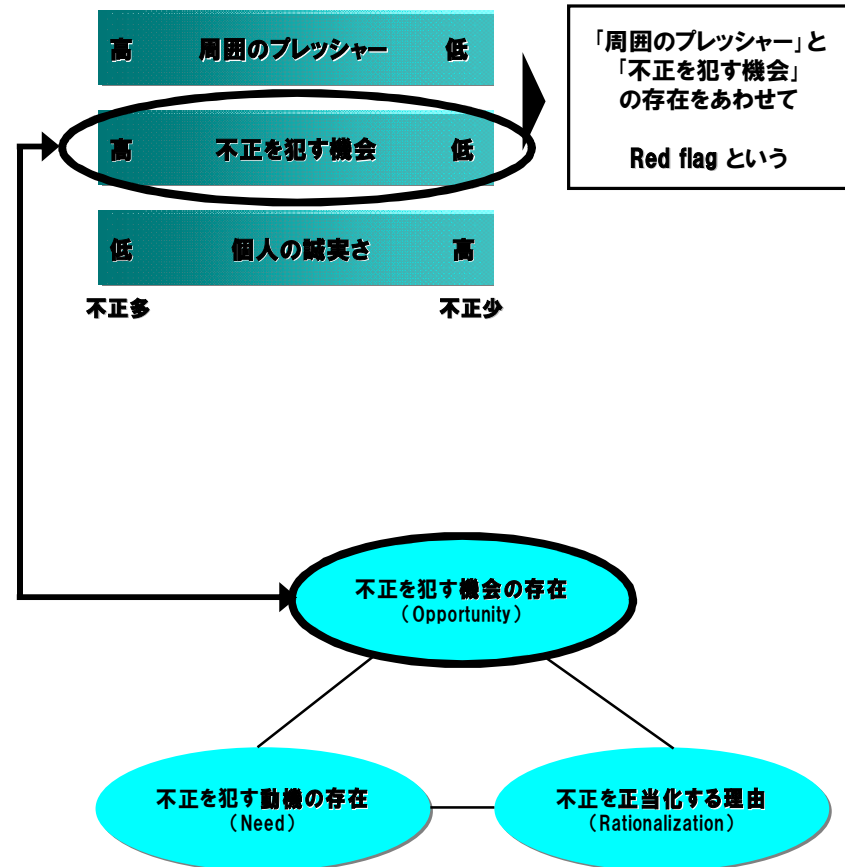 高 周囲のプレッシャー 低
「周囲のプレッシャー」と
「不正を犯す機会」
の存在をあわせて
Red flag という
高 不正を犯す機会 低
低 個人の誠実さ 高
不正多 不正少
不正を犯す機会の存在
(Opportunity)
不正を犯す動機の存在
(Need)
不正を正当化する理由
(Rationalization)